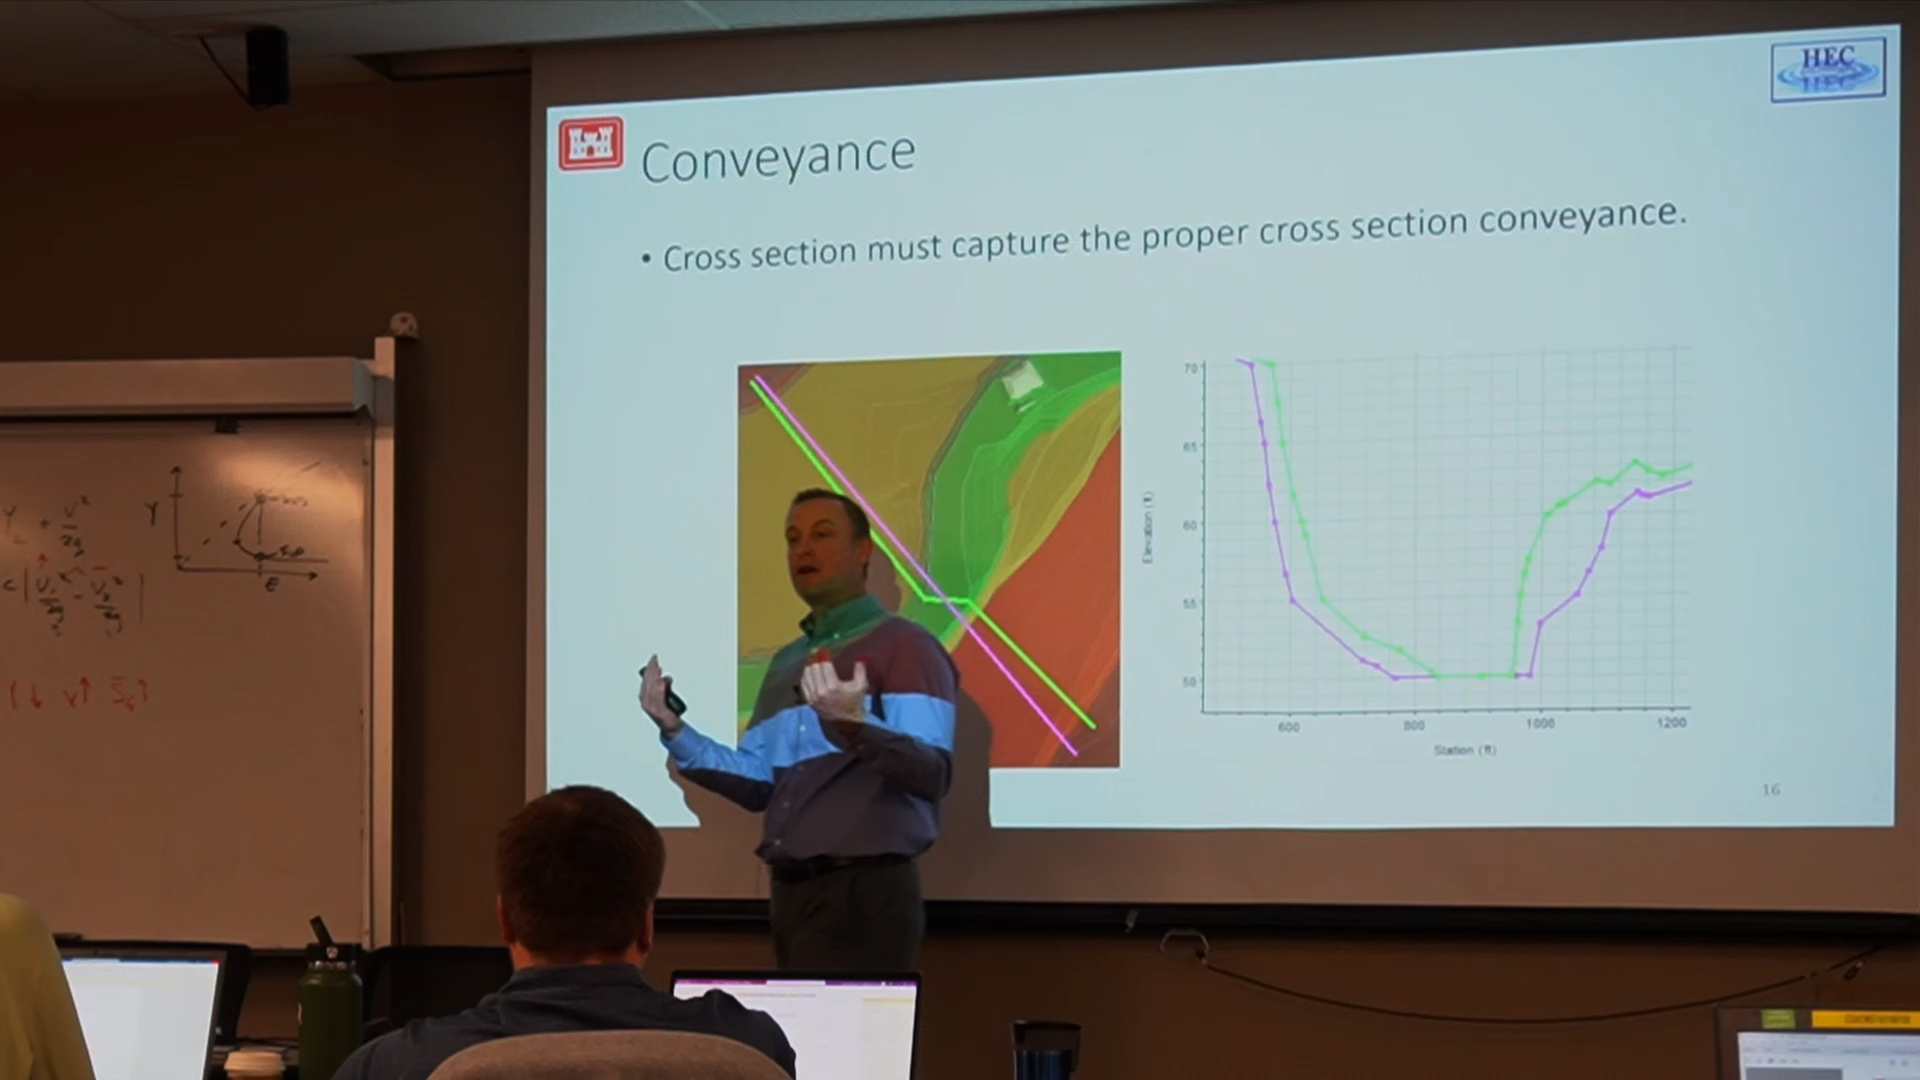 HEC
Conveyance
• Cross section must capture the proper cross section conveyance.
70
65
60
55
50
Elevation (ft)
600
800
1000
1200
Station (ft)
16
Y
E